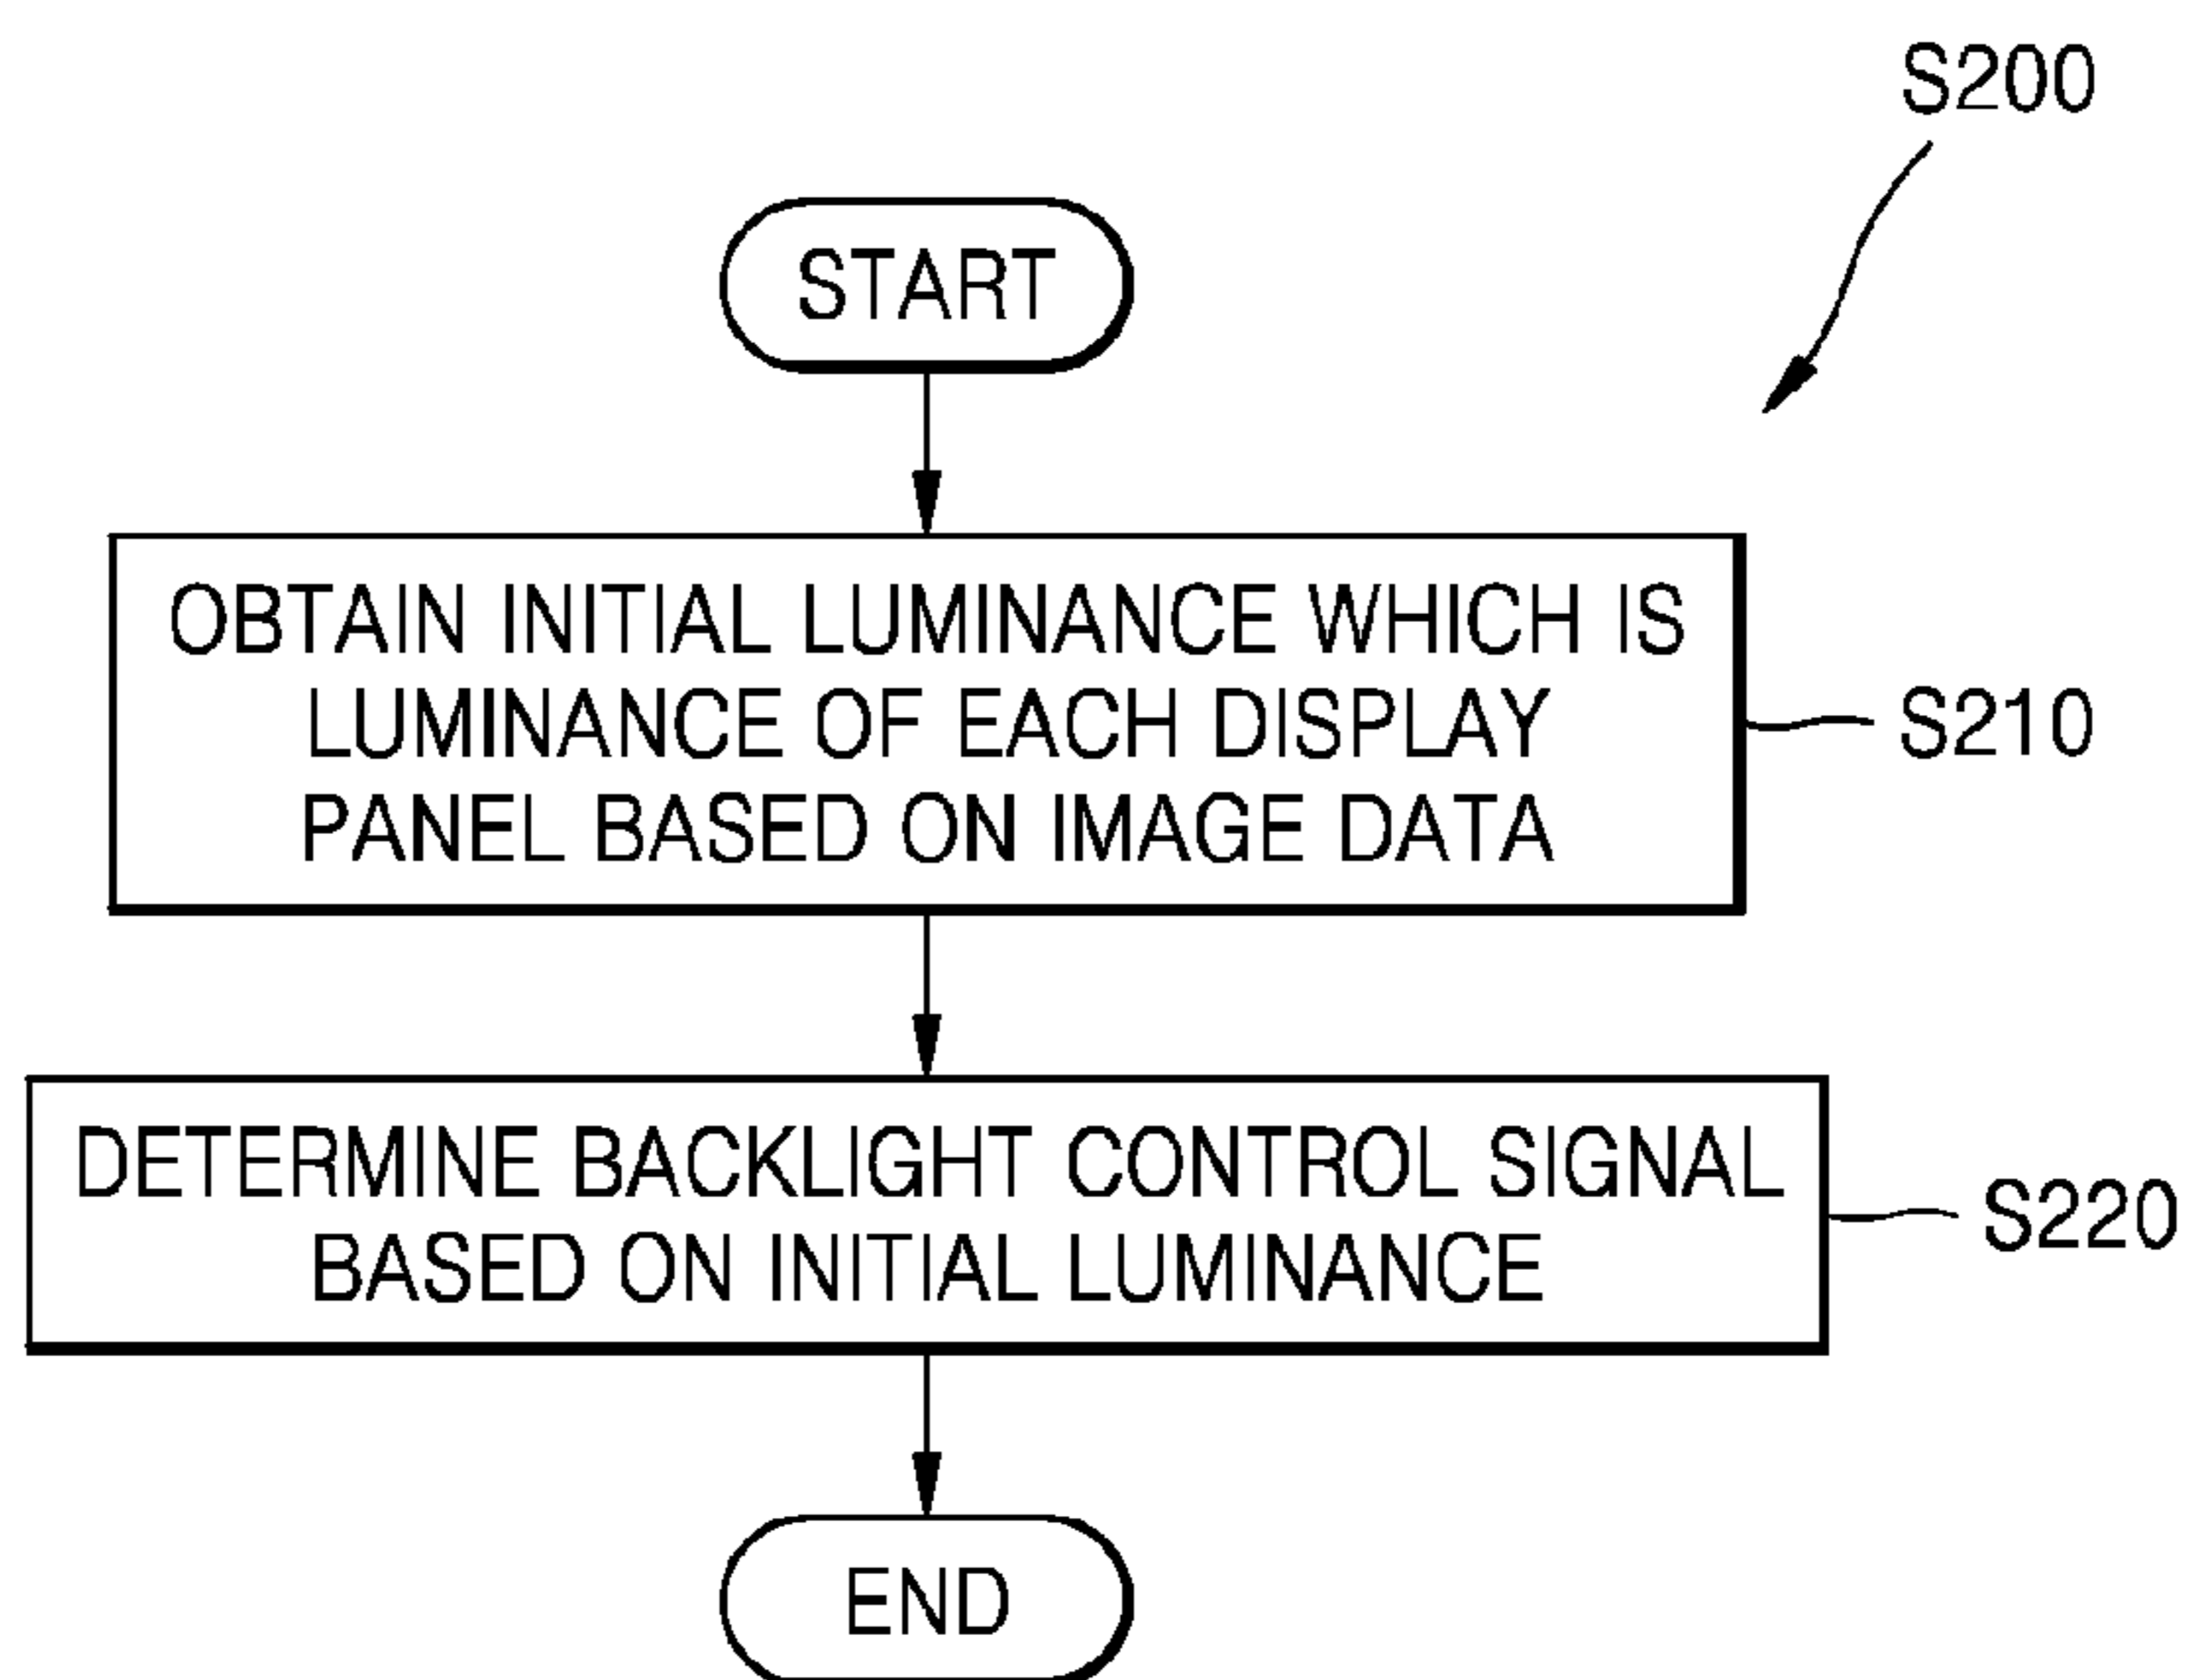 S200
START
OBTAIN INITIAL LUMINANCE WHICH IS
LUMINANCE OF EACH DISPLAY
PANEL BASED ON IMAGE DATA
S210
DETERMINE BACKLIGHT CONTROL SIGNAL
BASED ON INITIAL LUMINANCE
S220
END